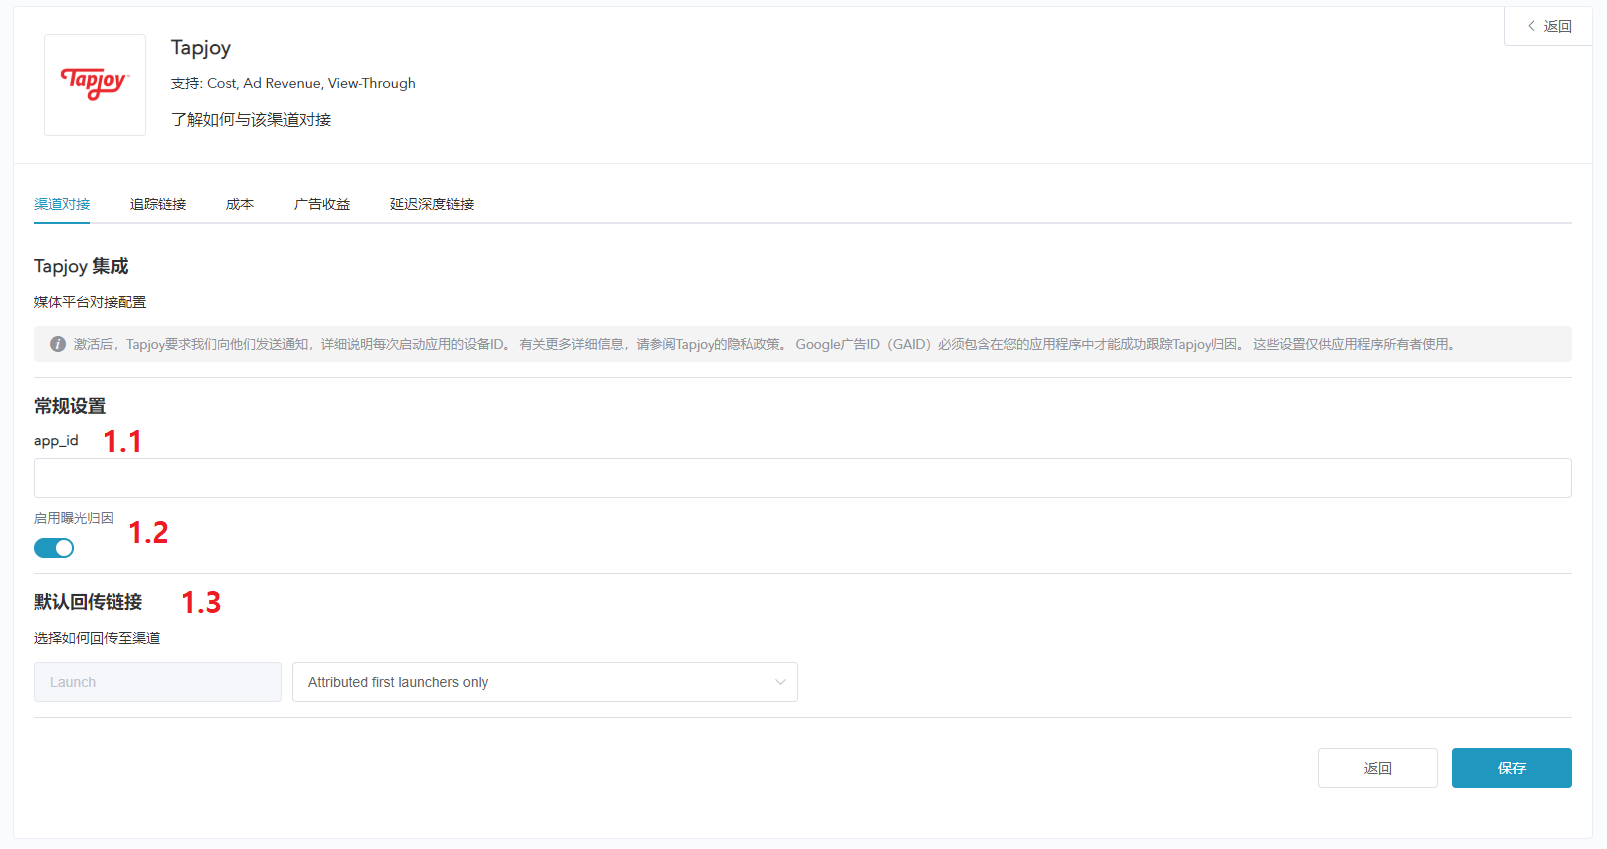 返回
Tapjoy
Tapjoy
支持: Cost, Ad Revenue, View-Through
了解如何与该渠道对接
渠道对接 追踪链接 成本 广告收益 延迟深度链接
Tapjoy 集成
媒体平台对接配置
激活后，Tapjoy要求我们向他们发送通知，详细说明每次启动应用的设备ID。 有关更多详细信息，请参阅Tapjoy的隐私政策。 Google广告ID（GAID）必须包含在您的应用程序中才能成功跟踪Tapjoy归因。 这些设置仅供应用程序所有者使用。
常规设置
app_id 1.1
启用曝光归因 1.2
默认回传链接 1.3
选择如何回传至渠道
Launch Attributed first launchers only
返回 保存